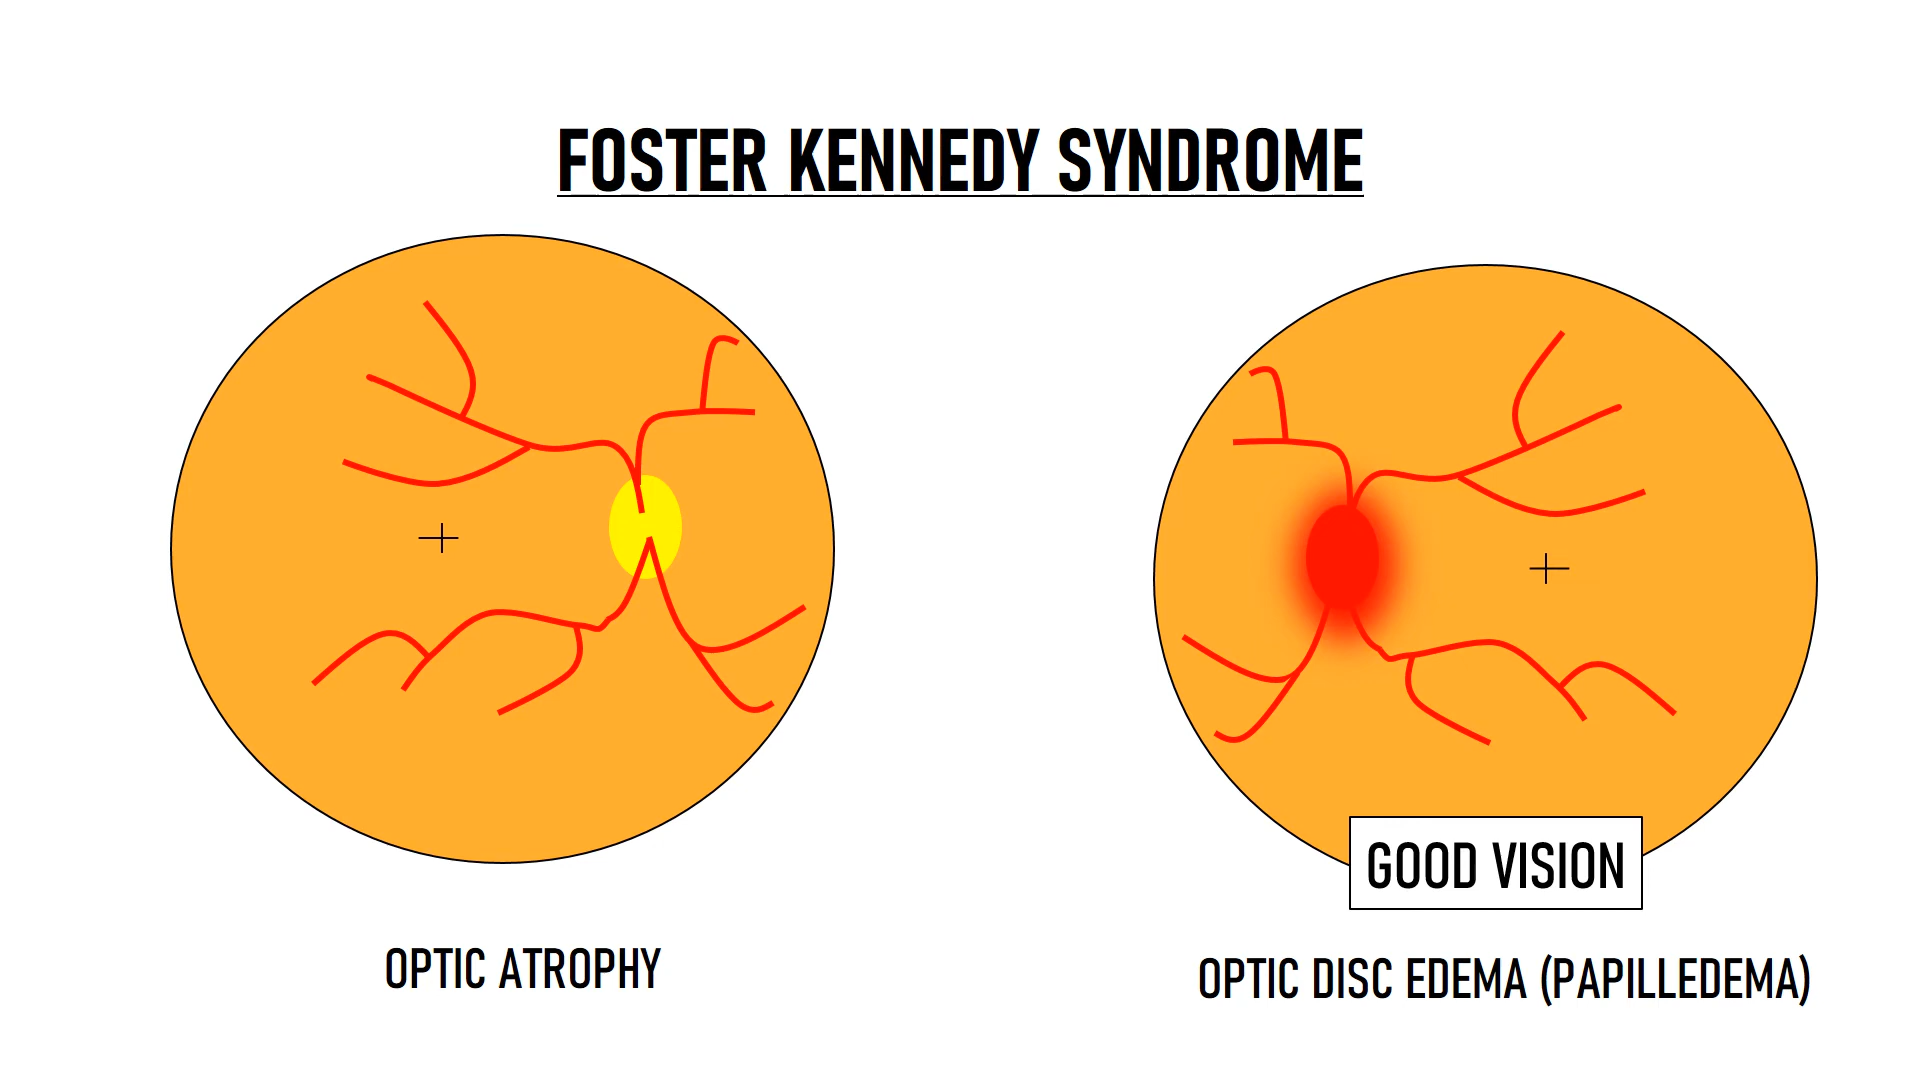 FOSTER KENNEDY SYNDROME
GOOD VISION
OPTIC ATROPHY
OPTIC DISC EDEMA (PAPILLEDEMA)